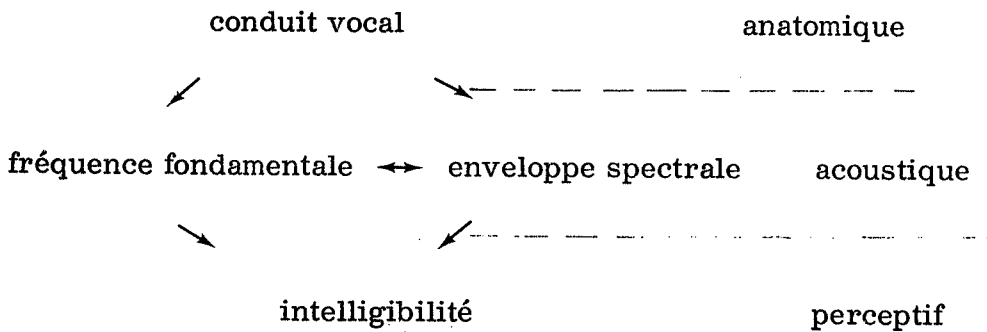 conduit vocal anatomique
fréquence fondamentale ↔ enveloppe spectrale acoustique
intelligibilité perceptif